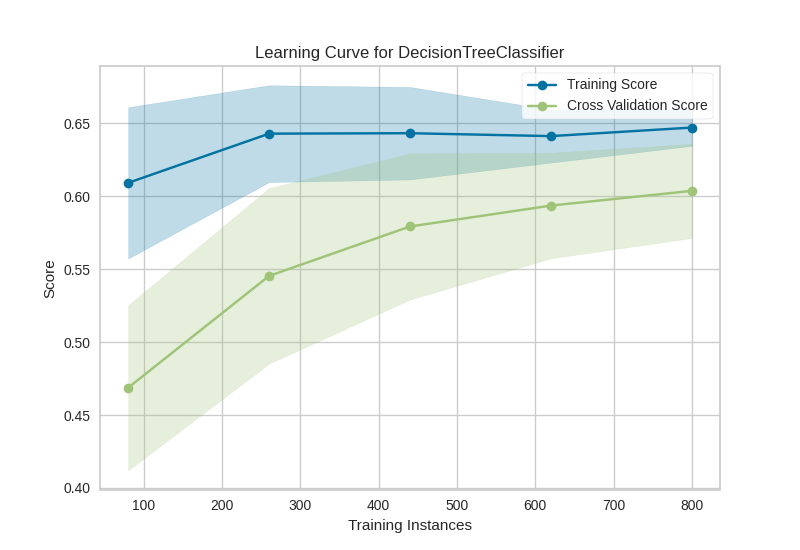 Learning Curve for DecisionTreeClassifier
Training Score
Cross Validation Score
Score
0.65
0.60
0.55
0.50
0.45
0.40
100 200 300 400 500 600 700 800
Training Instances